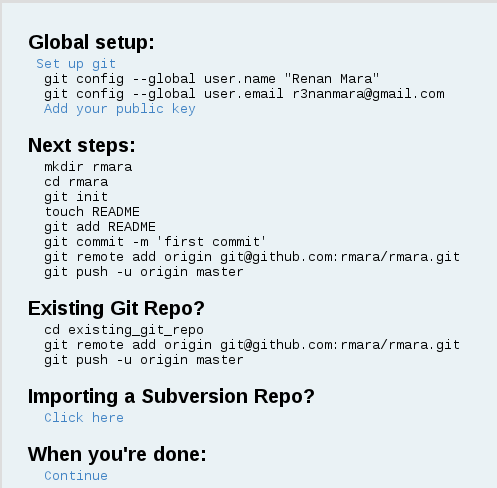 Global setup:
Set up git
git config --global user.name "Renan Mara"
git config --global user.email r3nanmara@gmail.com
Add your public key
Next steps:
mkdir rmara
cd rmara
git init
touch README
git add README
git commit -m 'first commit'
git remote add origin git@github.com:rmara/rmara.git
git push -u origin master
Existing Git Repo?
cd existing_git_repo
git remote add origin git@github.com:rmara/rmara.git
git push -u origin master
Importing a Subversion Repo?
Click here
When you're done:
Continue